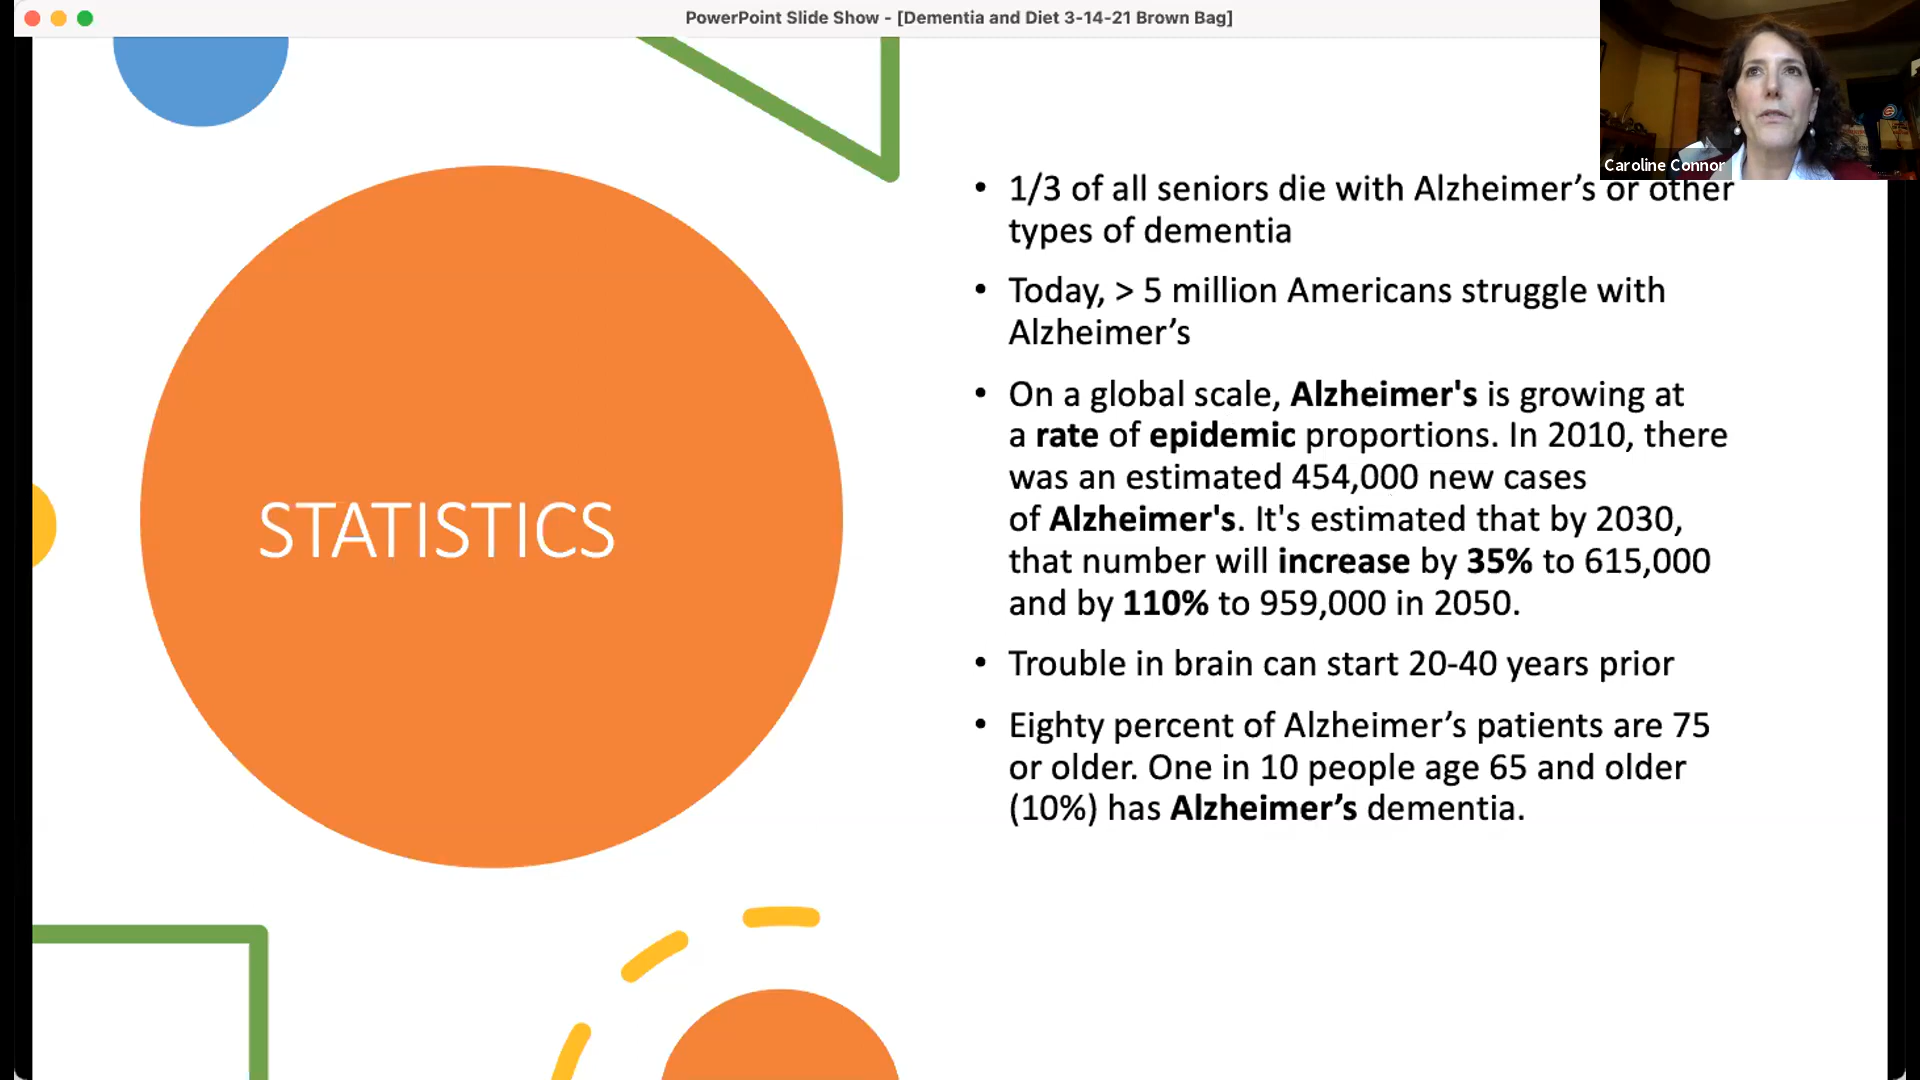 PowerPoint Slide Show - [Dementia and Diet 3-14-21 Brown Bag]
Caroline Connor
STATISTICS
• 1/3 of all seniors die with Alzheimer’s or other
types of dementia
• Today, > 5 million Americans struggle with
Alzheimer’s
• On a global scale, Alzheimer's is growing at
a rate of epidemic proportions. In 2010, there
was an estimated 454,000 new cases
of Alzheimer's. It's estimated that by 2030,
that number will increase by 35% to 615,000
and by 110% to 959,000 in 2050.
• Trouble in brain can start 20-40 years prior
• Eighty percent of Alzheimer’s patients are 75
or older. One in 10 people age 65 and older
(10%) has Alzheimer’s dementia.